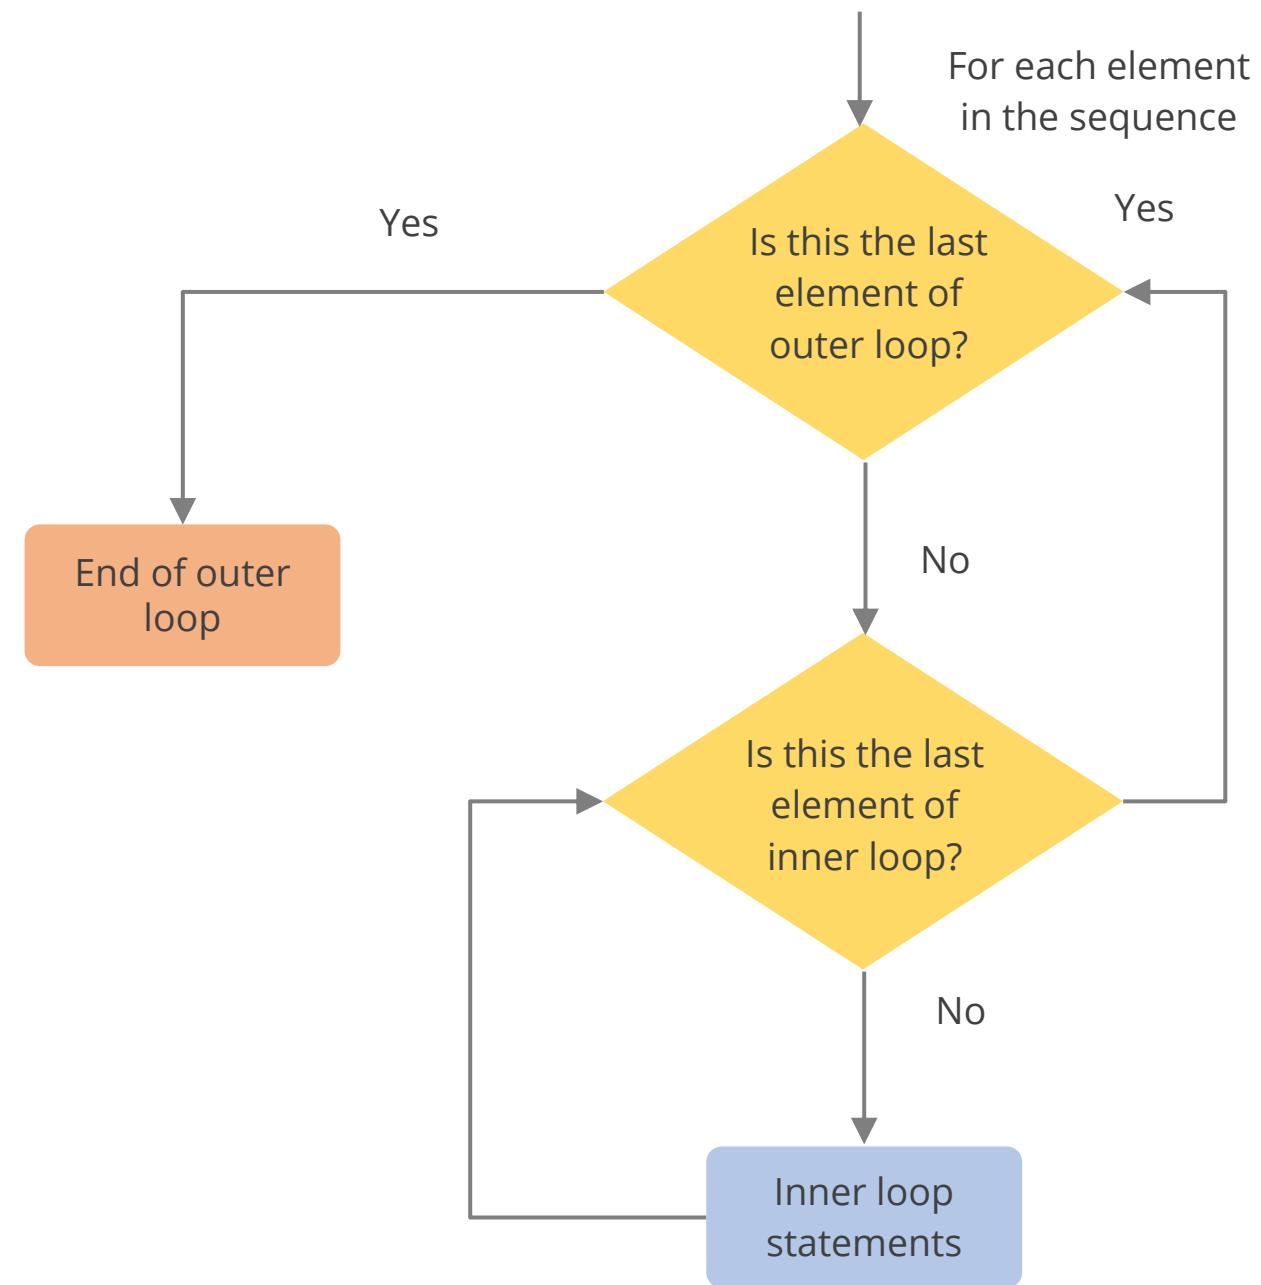 For each element
in the sequence
Yes
Yes
Is this the last
element of
outer loop?
No
End of outer
loop
Is this the last
element of
inner loop?
No
Inner loop
statements